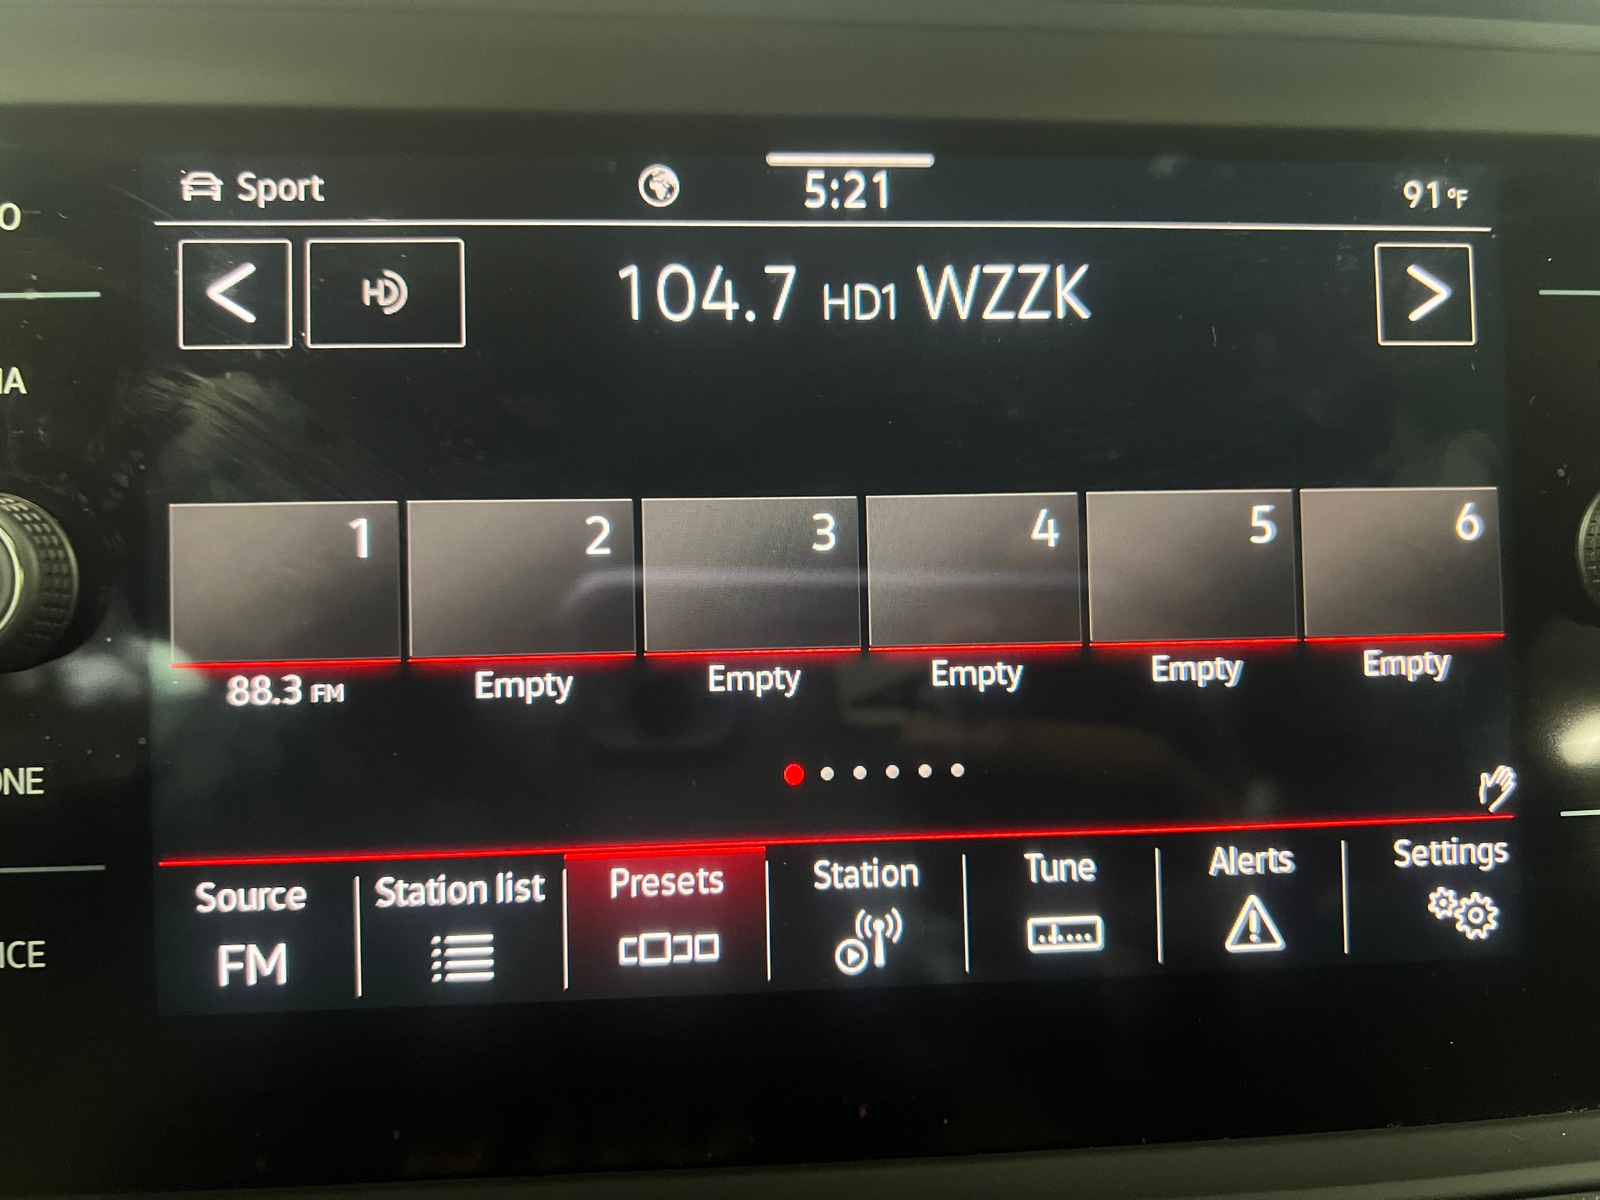 Sport 5:21 91°F
HD 104.7 HD1 WZZK
1 2 3 4 5 6
88.3 FM Empty Empty Empty Empty Empty
Source Station list Presets Station Tune Alerts Settings
FM